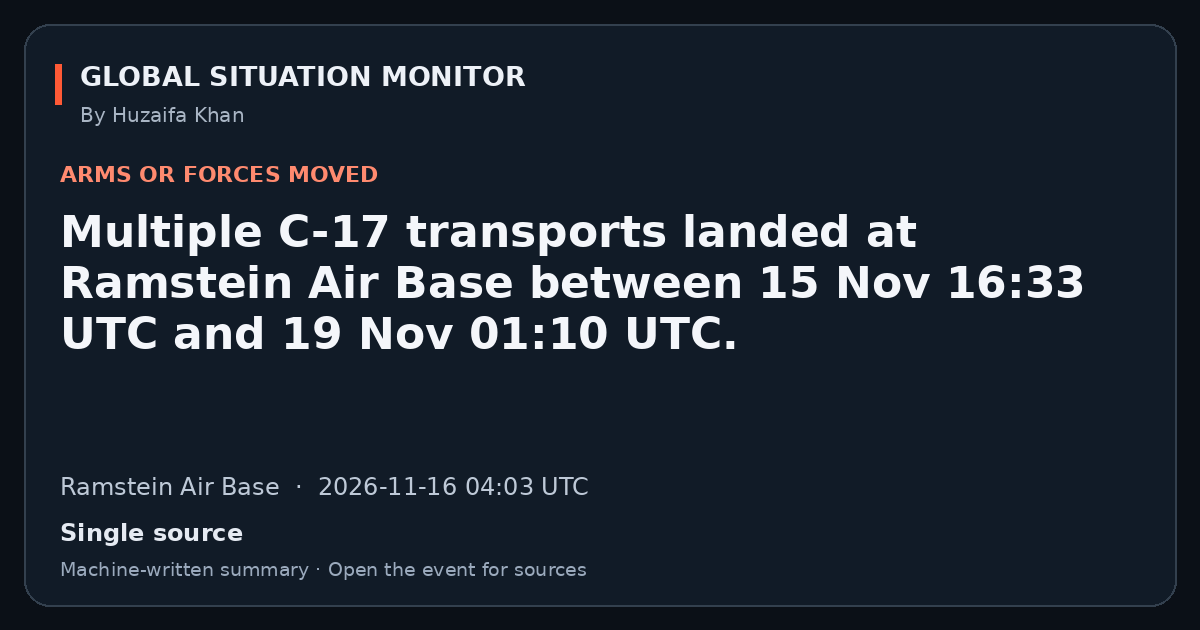 GLOBAL SITUATION MONITOR
By Huzaifa Khan
ARMS OR FORCES MOVED
Multiple C-17 transports landed at
Ramstein Air Base between 15 Nov 16:33
UTC and 19 Nov 01:10 UTC.
Ramstein Air Base · 2026-11-16 04:03 UTC
Single source
Machine-written summary · Open the event for sources